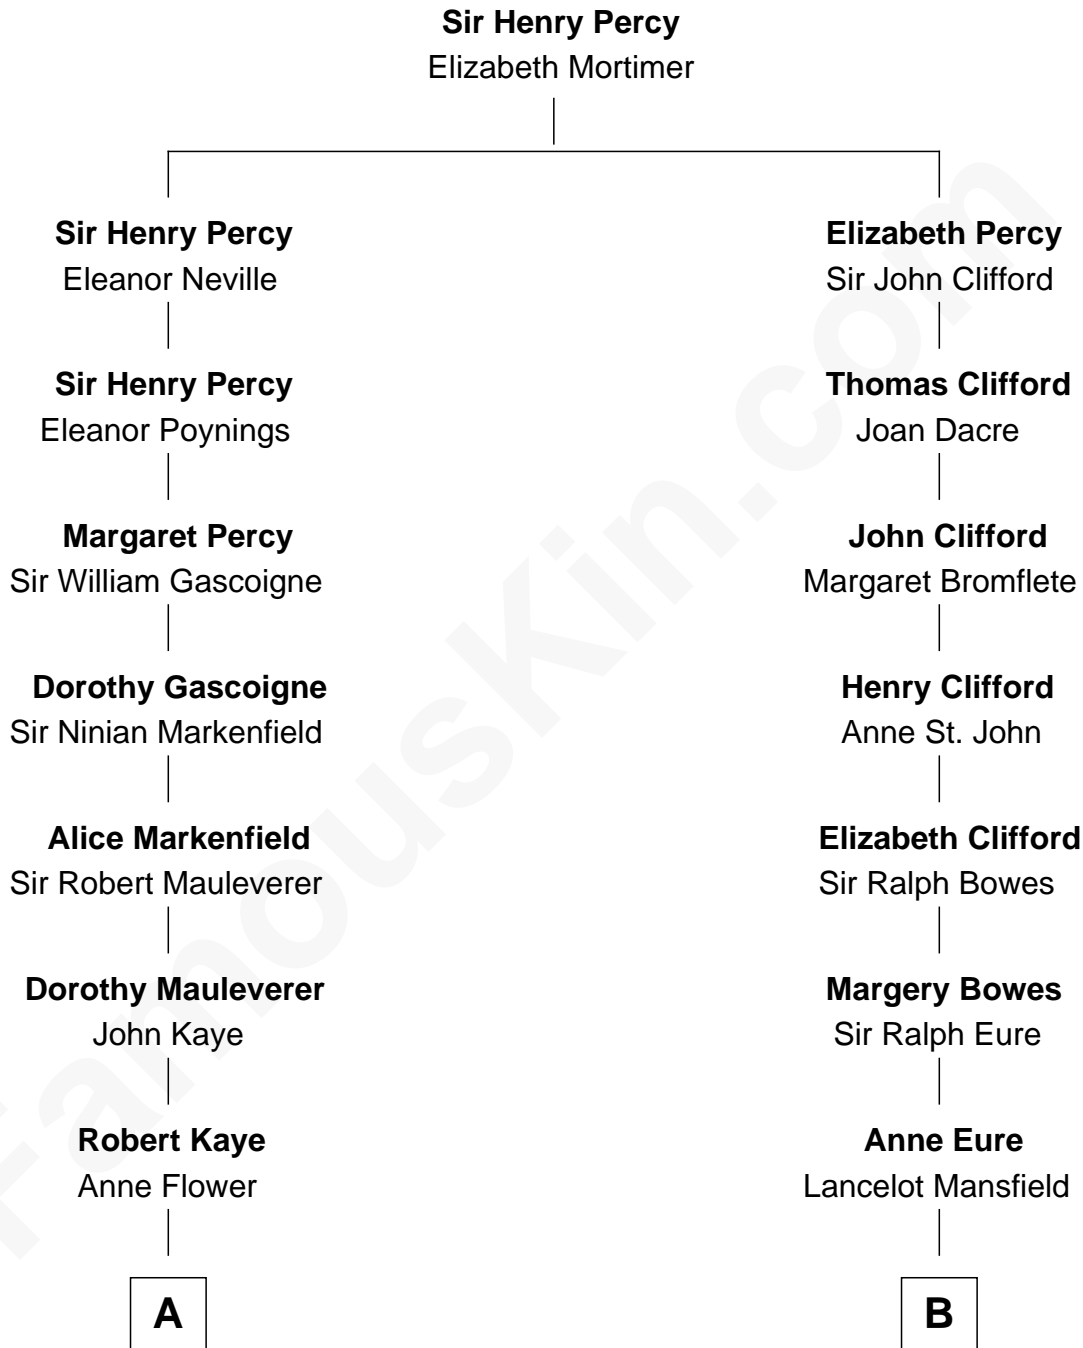 Sir Henry Percy
Elizabeth Mortimer
Sir Henry Percy
Eleanor Neville
Sir Henry Percy
Eleanor Poynings
Margaret Percy
Sir William Gascoigne
Dorothy Gascoigne
Sir Ninian Markenfield
Alice Markenfield
Sir Robert Mauleverer
Dorothy Mauleverer
John Kaye
Robert Kaye
Anne Flower
A
Elizabeth Percy
Sir John Clifford
Thomas Clifford
Joan Dacre
John Clifford
Margaret Bromflete
Henry Clifford
Anne St. John
Elizabeth Clifford
Sir Ralph Bowes
Margery Bowes
Sir Ralph Eure
Anne Eure
Lancelot Mansfield
B
FamousKin.com